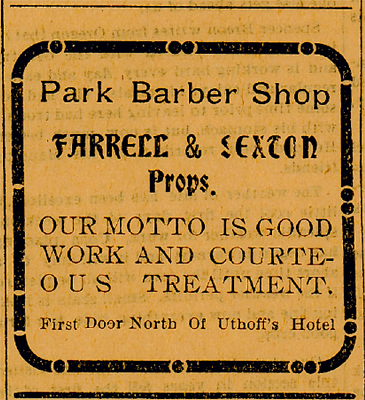 Park Barber Shop
FARRELL & SEXTON
Props.
OUR MOTTO IS GOOD
WORK AND COURTE-
OUS TREATMENT.
First Door North Of Uthoff's Hotel